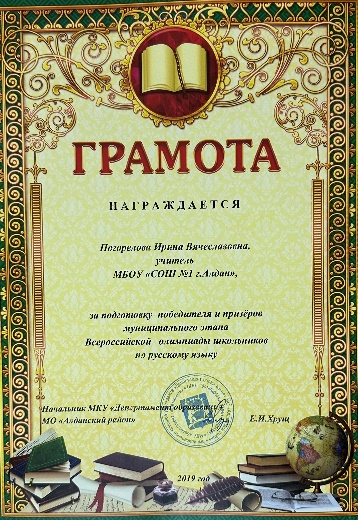 ГРАМОТА
НАГРАЖДАЕТСЯ
Погорелова Ирина Вячеславовна,
учитель
МБОУ «СОШ №1 г.Алдан»,
за подготовку победителя и призёров
муниципального этапа
Всероссийской олимпиады школьников
по русскому языку
Начальник МКУ «Департамент образования»
МО «Алданский район» Е.И.Хрущ
2019 год